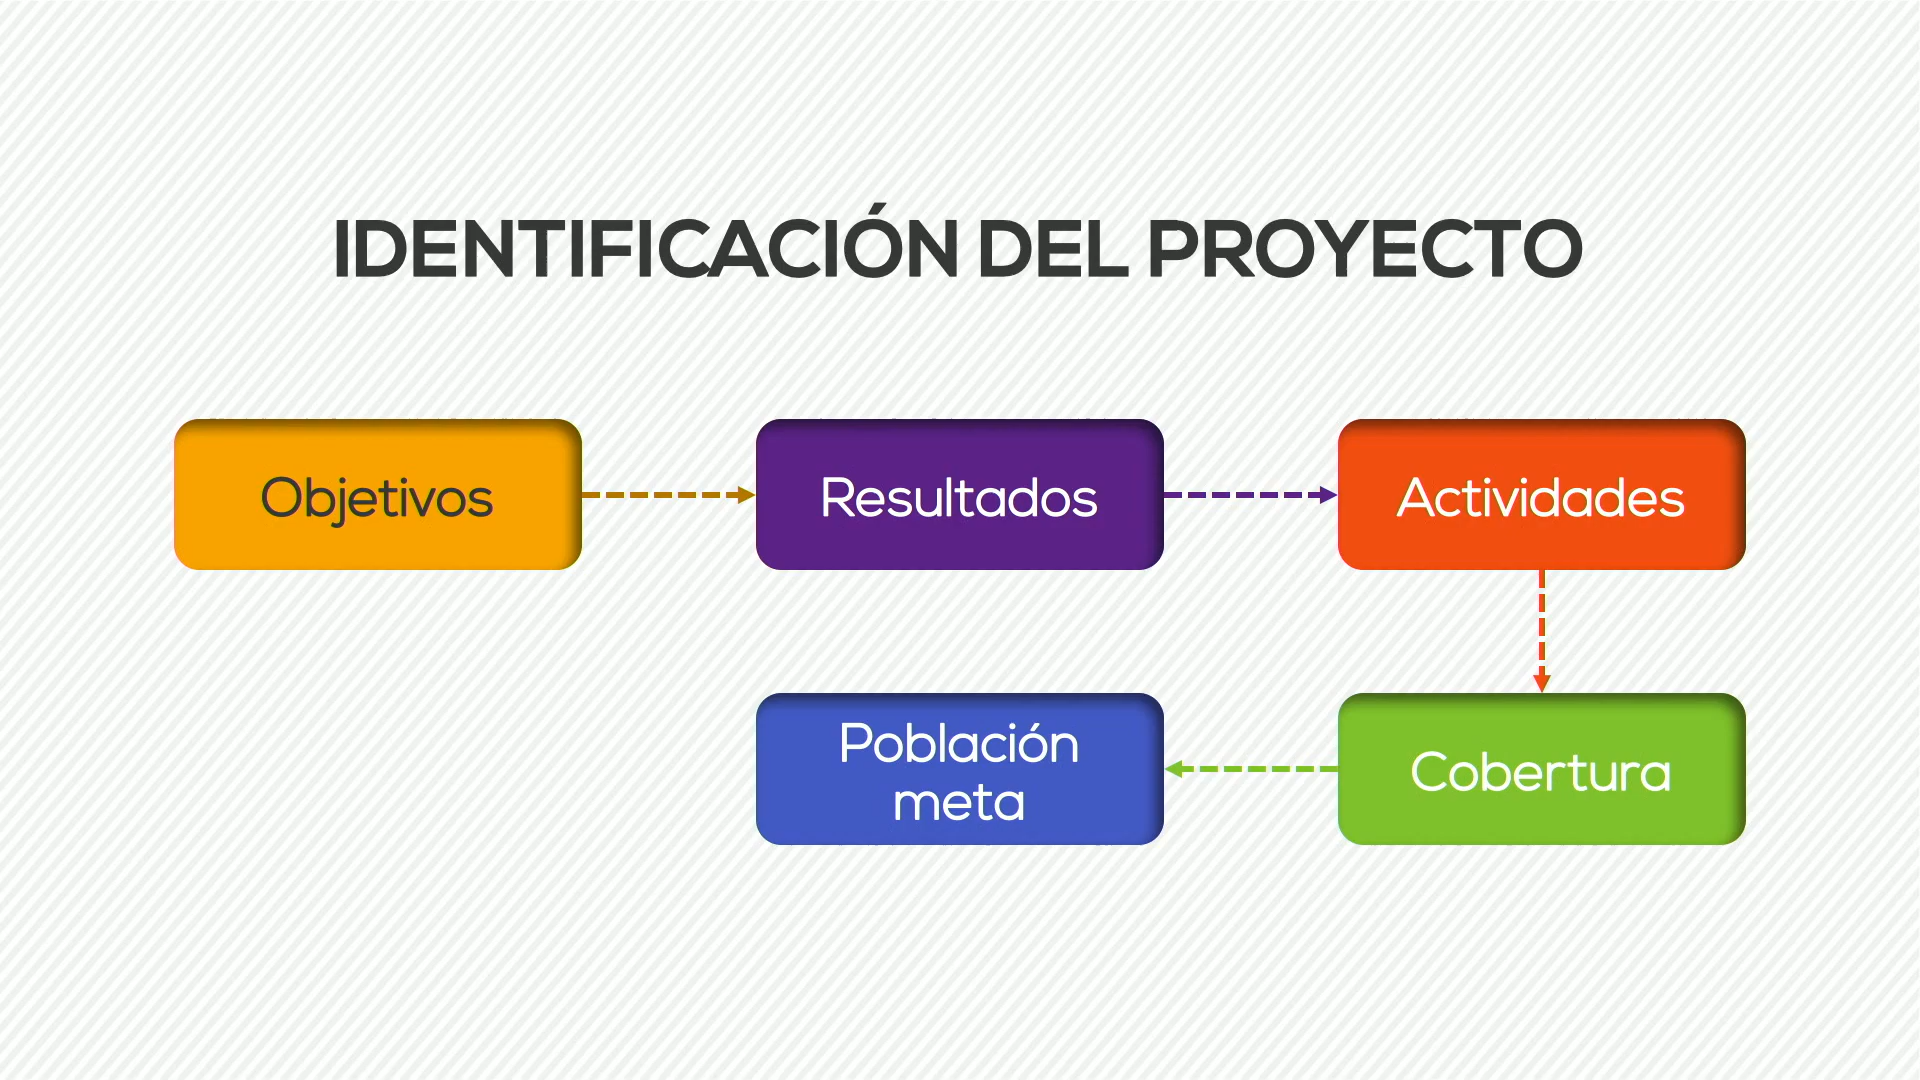 IDENTIFICACIÓN DEL PROYECTO
Objetivos
Resultados
Actividades
Cobertura
Población
meta